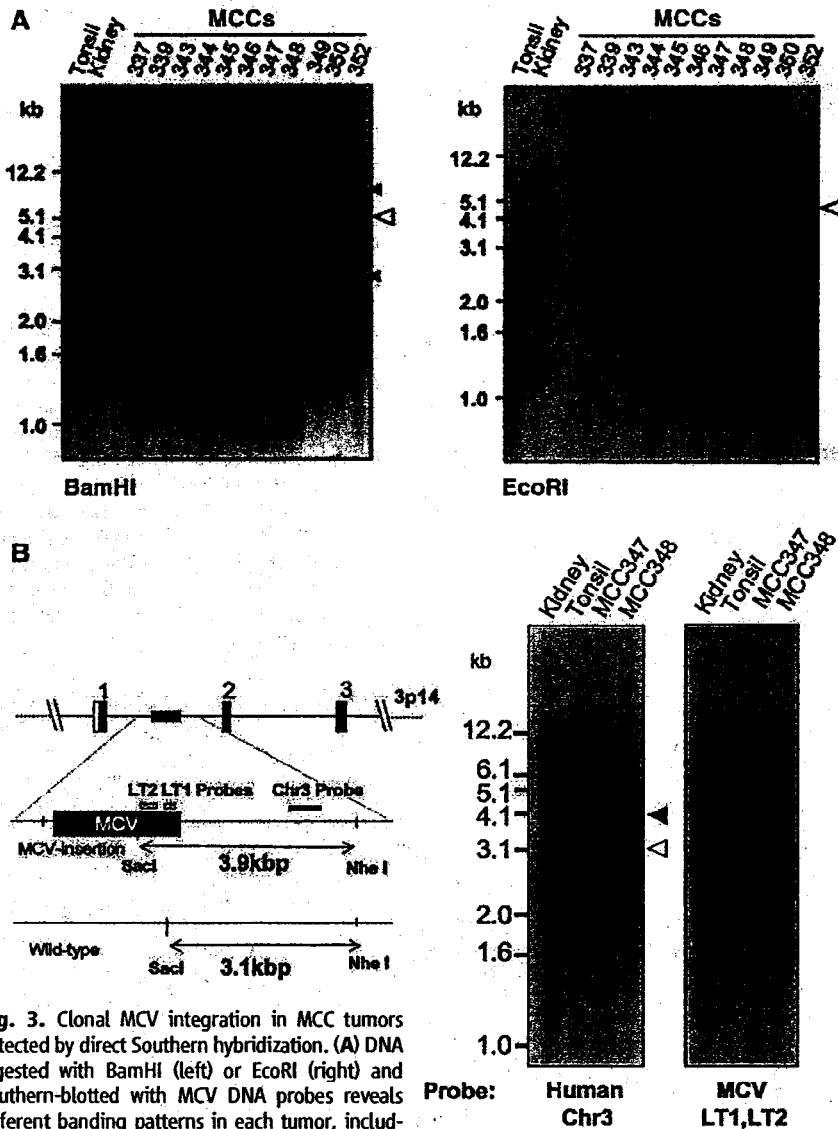 A
MCCs
Tonsil Kidney 337 339 343 344 345 346 347 348 349 350 352
kb
12.2
5.1
4.1
3.1
2.0
1.6
1.0
BamHI
MCCs
Tonsil Kidney 337 339 343 344 345 346 347 348 349 350 352
kb
12.2
5.1
4.1
3.1
2.0
1.6
1.0
EcoRI
B
1 2 3 3p14
LT2 LT1 Probes Chr3 Probe
MCV
MCV-insertion
SacI 3.9kbp Nhe I
Wild-type
SacI 3.1kbp Nhe I
Kidney Tonsil MCC347 MCC348
Kidney Tonsil MCC347 MCC348
kb
12.2
6.1
5.1
4.1
3.1
2.0
1.6
1.0
Probe: Human Chr3
MCV LT1,LT2
g. 3. Clonal MCV integration in MCC tumors
tected by direct Southern hybridization. (A) DNA
gested with BamHI (left) or EcoRI (right) and
uthern-blotted with MCV DNA probes reveals
fferent banding patterns in each tumor, includ-